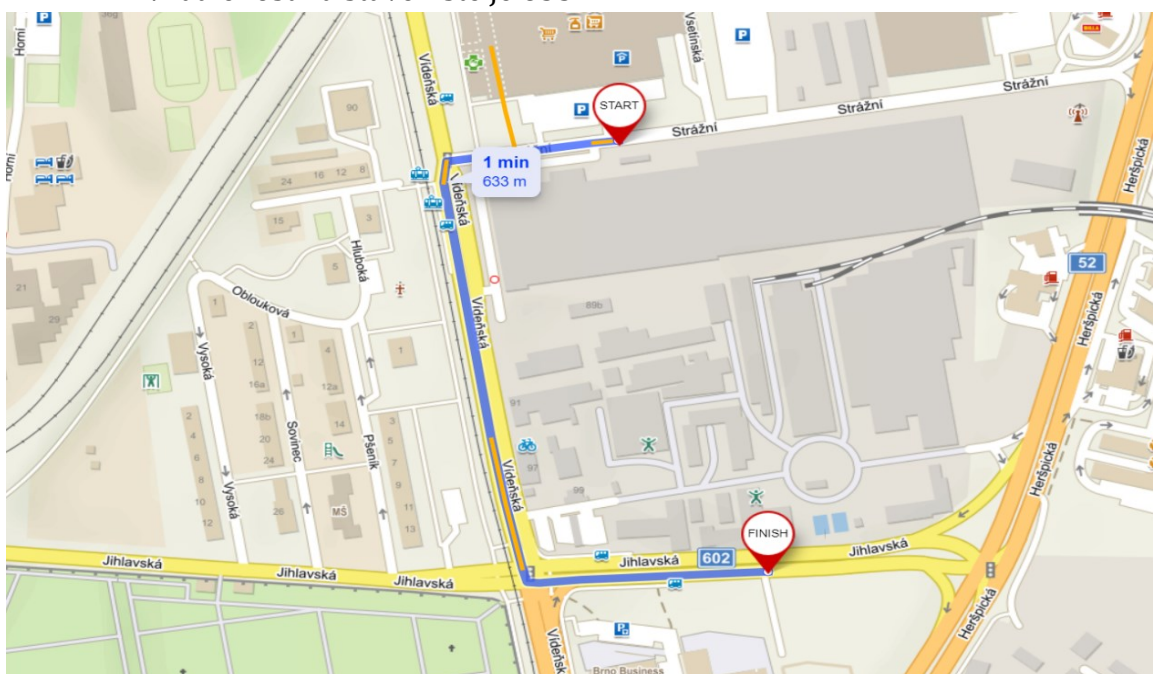 Horní
Vídeňská
Vsetínská
START
Strážní
Strážní
90
24
16
12
8
1 min
633 m
Vídeňská
Heršpická
Horní
15
3
Hluboká
5
52
21
29
Oblouková
1
2
1
4
1
Vysoká
12
16a
12a
Vídeňská
89b
Heršpická
91
2
4
6
8
10
12
18b
20
24
Sovinec
14
Pšeník
3
5
7
9
11
13
97
99
Vídeňská
Heršpická
Vysoká
26
MŠ
FINISH
Jihlavská
Jihlavská
Jihlavská
Jihlavská
602
Jihlavská
Vídeňská
Heršpická
Brno Business